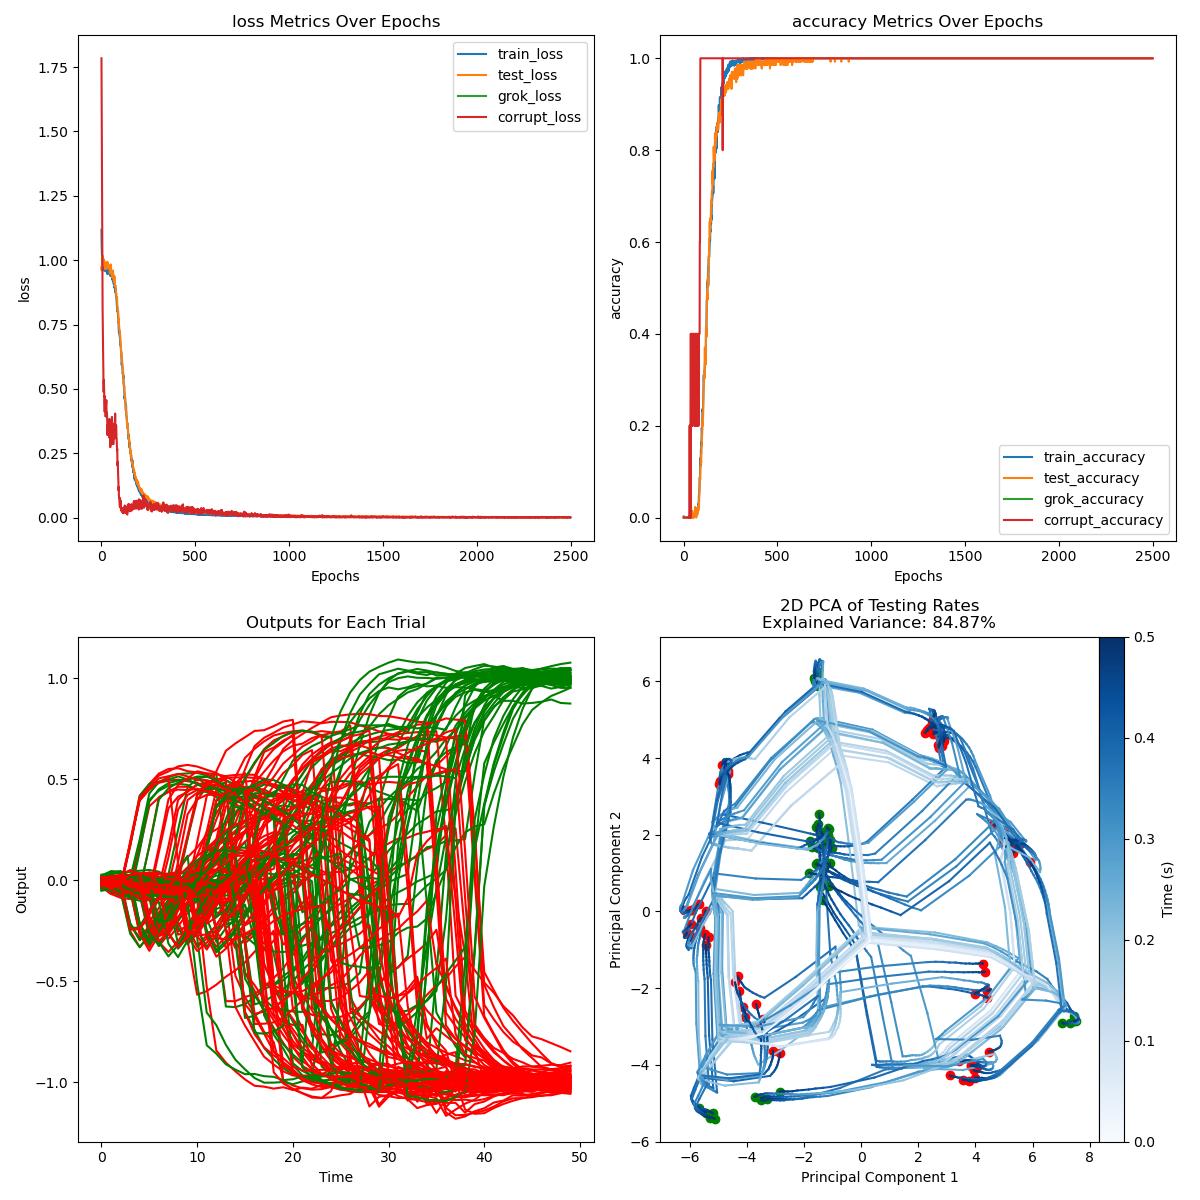 loss Metrics Over Epochs
1.75
1.50
1.25
1.00
0.75
0.50
0.25
0.00
loss
train_loss
test_loss
grok_loss
corrupt_loss
0 500 1000 1500 2000 2500
Epochs
accuracy Metrics Over Epochs
1.0
0.8
0.6
0.4
0.2
0.0
accuracy
train_accuracy
test_accuracy
grok_accuracy
corrupt_accuracy
0 500 1000 1500 2000 2500
Epochs
Outputs for Each Trial
1.0
0.5
0.0
−0.5
−1.0
Output
0 10 20 30 40 50
Time
2D PCA of Testing Rates
Explained Variance: 84.87%
6
4
2
0
−2
−4
−6
Principal Component 2
−6 −4 −2 0 2 4 6 8
Principal Component 1
0.5
0.4
0.3
0.2
0.1
0.0
Time (s)